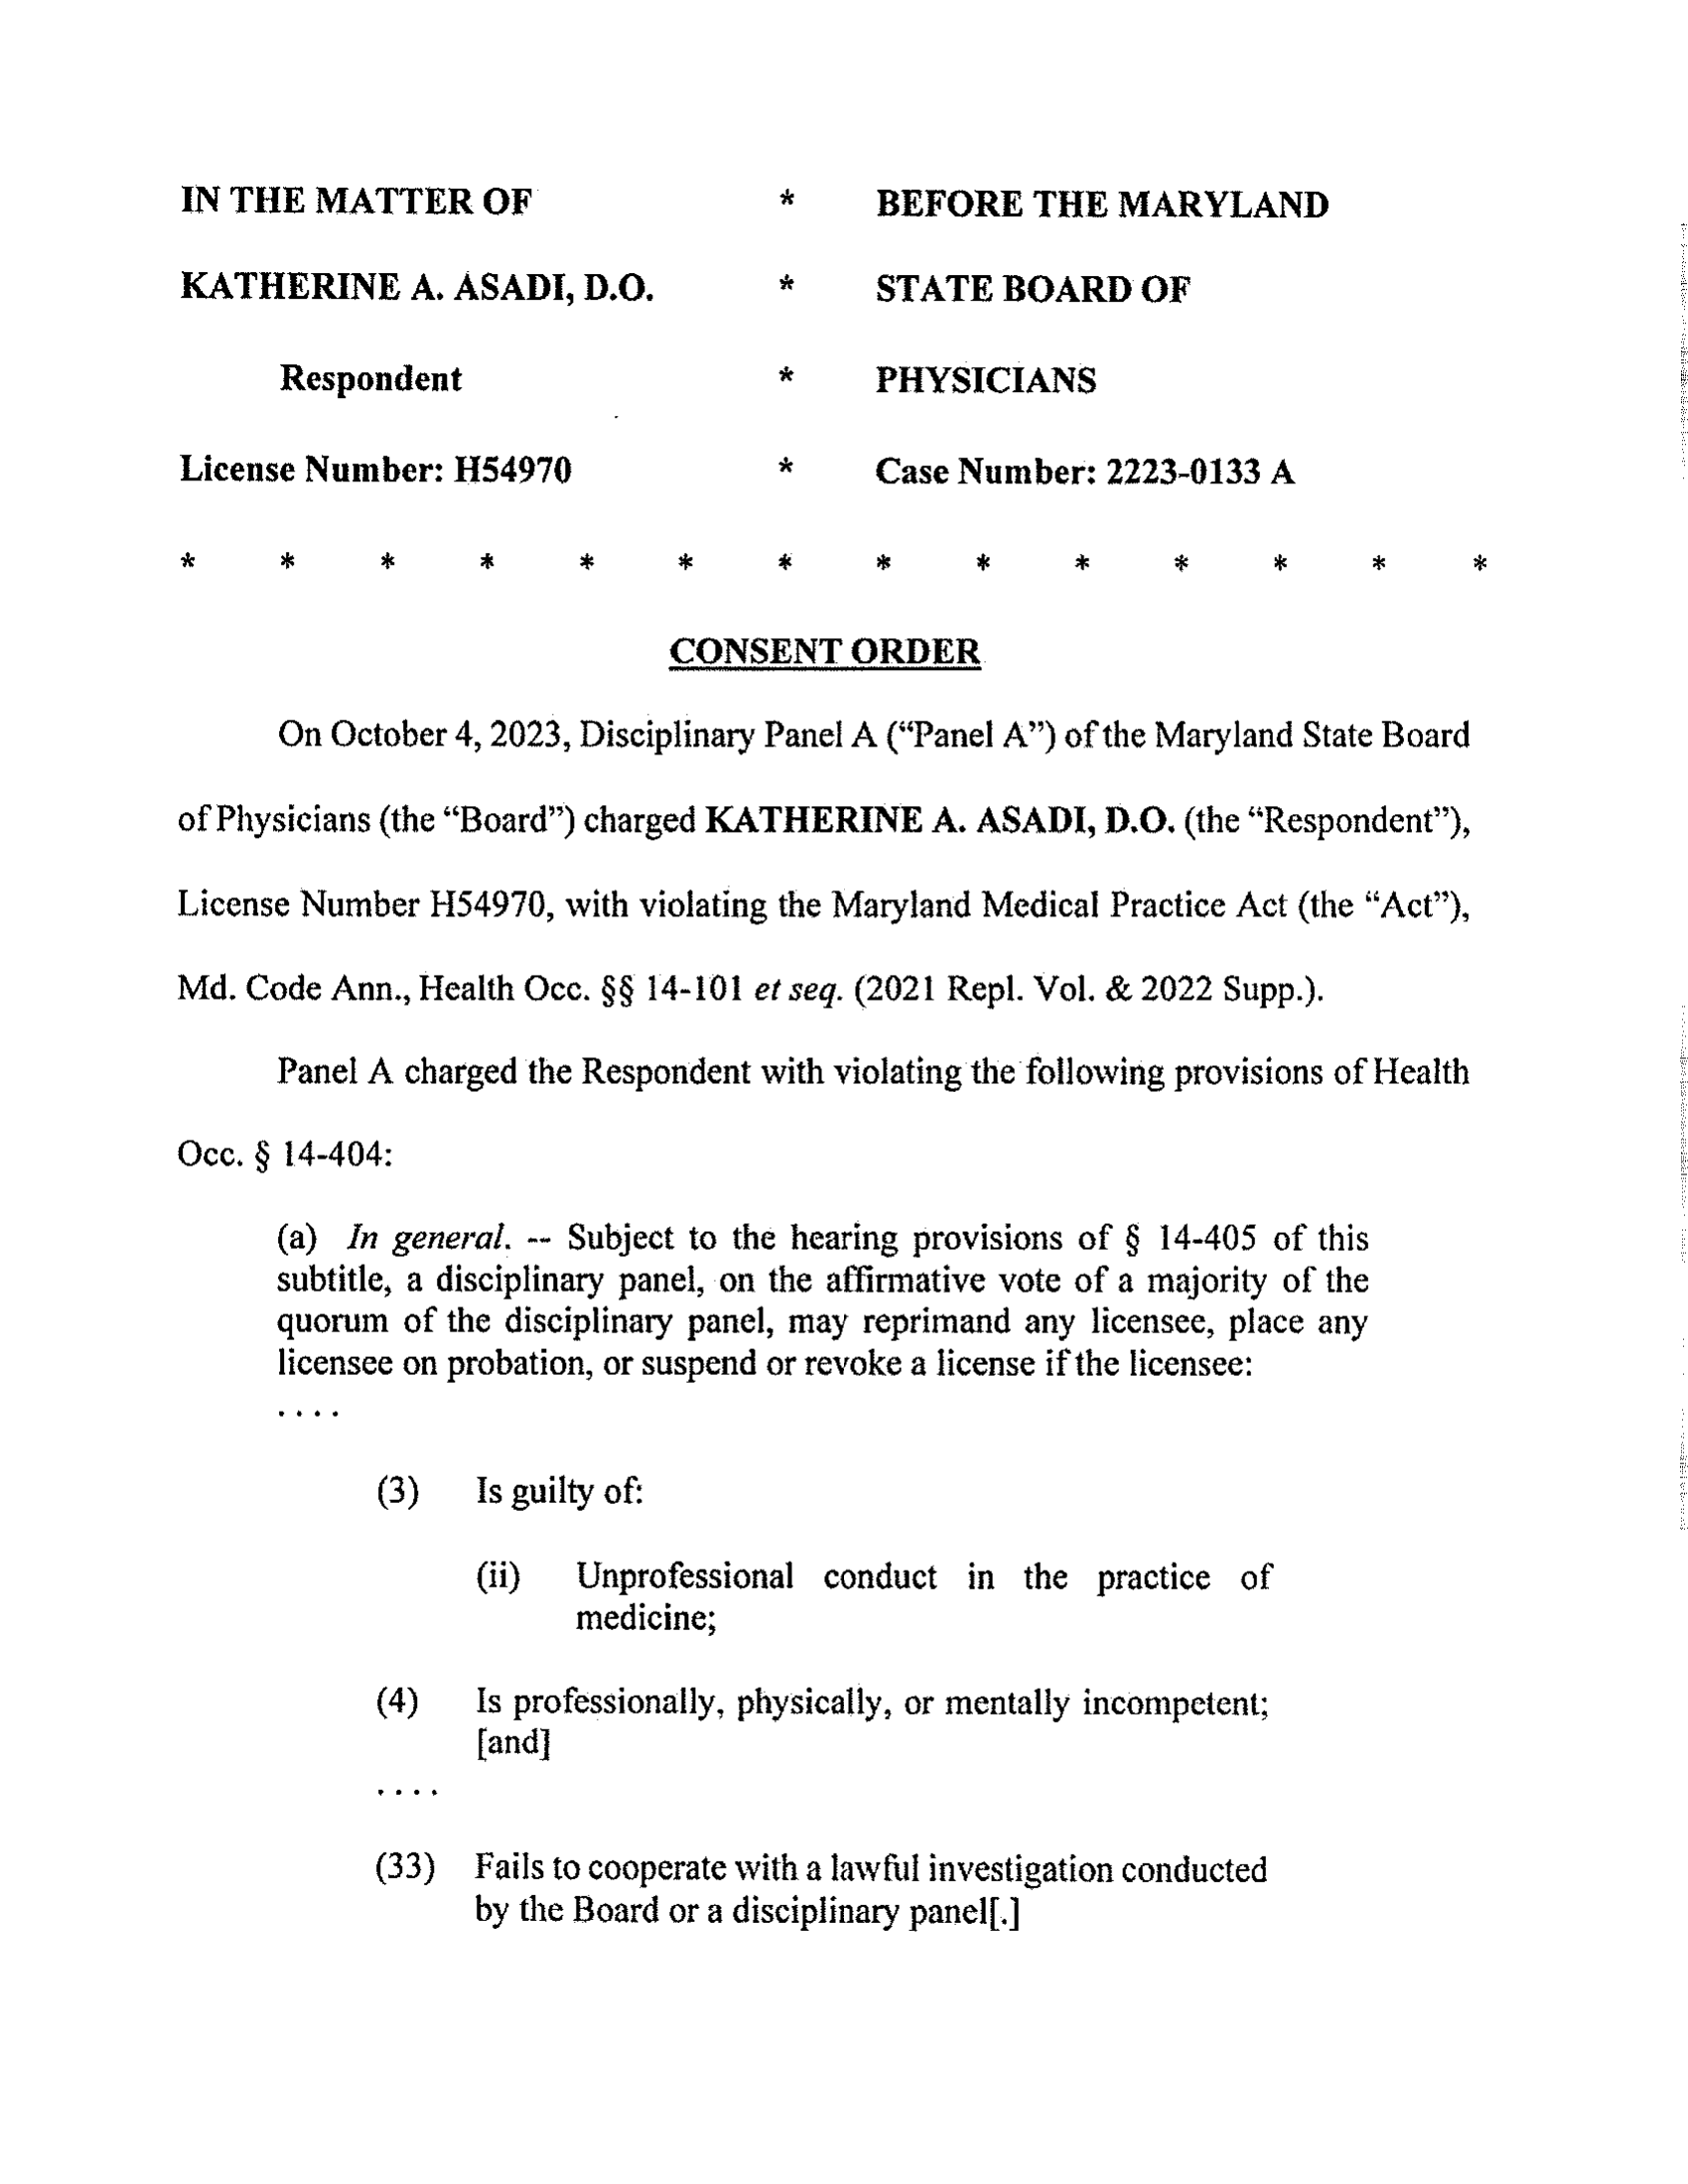 IN THE MATTER OF * BEFORE THE MARYLAND
KATHERINE A. ASADI, D.O. * STATE BOARD OF
Respondent * PHYSICIANS
License Number: H54970 * Case Number: 2223-0133 A
* * * * * * * * * * * * * *
CONSENT ORDER
On October 4, 2023, Disciplinary Panel A (“Panel A”) of the Maryland State Board
of Physicians (the “Board”) charged KATHERINE A. ASADI, D.O. (the “Respondent”),
License Number H54970, with violating the Maryland Medical Practice Act (the “Act”),
Md. Code Ann., Health Occ. §§ 14-101 et seq. (2021 Repl. Vol. & 2022 Supp.).
Panel A charged the Respondent with violating the following provisions of Health
Occ. § 14-404:
(a) In general. -- Subject to the hearing provisions of § 14-405 of this
subtitle, a disciplinary panel, on the affirmative vote of a majority of the
quorum of the disciplinary panel, may reprimand any licensee, place any
licensee on probation, or suspend or revoke a license if the licensee:
. . . .
(3) Is guilty of:
(ii) Unprofessional conduct in the practice of
medicine;
(4) Is professionally, physically, or mentally incompetent;
[and]
. . . .
(33) Fails to cooperate with a lawful investigation conducted
by the Board or a disciplinary panel[.]